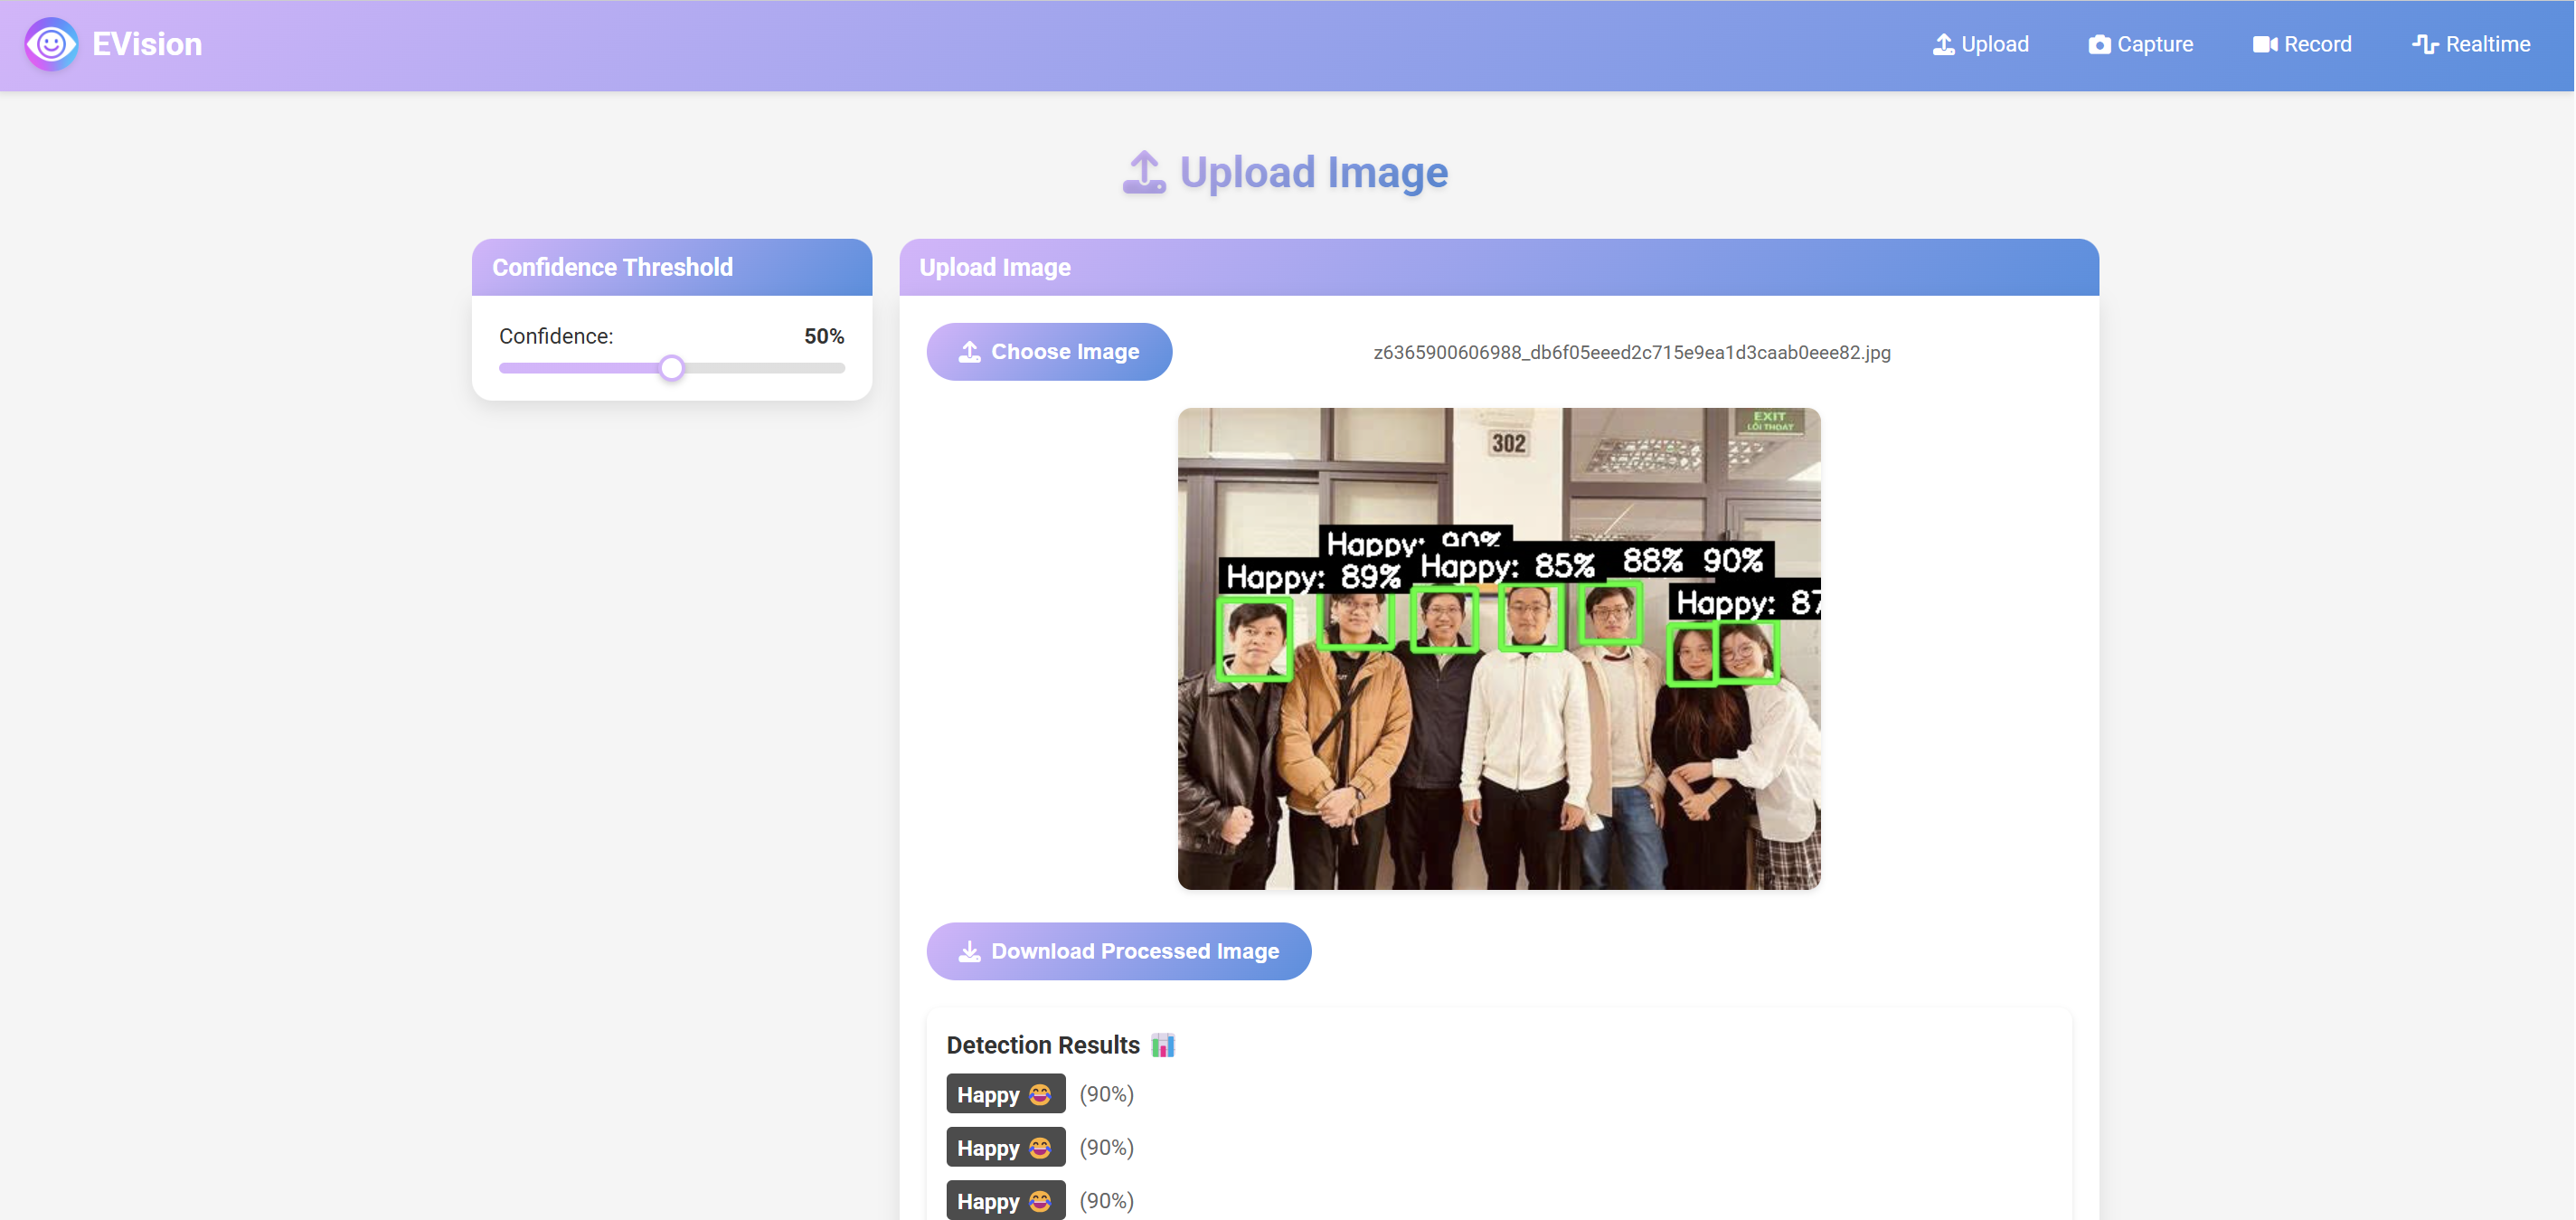 EVision
Upload
Capture
Record
Realtime
Upload Image
Confidence Threshold
Confidence:
50%
Upload Image
Choose Image
z6365900606988_db6f05eeed2c715e9ea1d3caab0eee82.jpg
EXIT
LỐI THOÁT
302
Happy: 90%
Happy: 89%
Happy: 85%
88%
90%
Happy: 87
Download Processed Image
Detection Results
Happy
(90%)
Happy
(90%)
Happy
(90%)